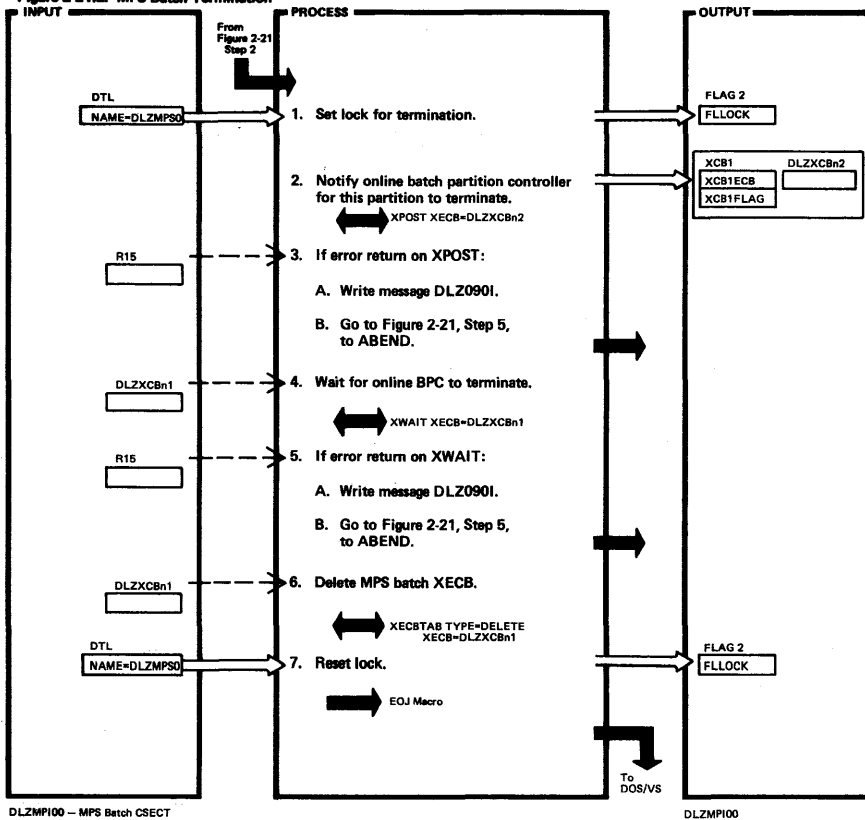 MPS Batch Termination
INPUT
PROCESS
OUTPUT
From
Figure 2-21
Step 2
DTL
NAME=DLZMPS0
1. Set lock for termination.
FLAG 2
FLLOCK
2. Notify online batch partition controller
for this partition to terminate.
XPOST XECB=DLZXCBn2
XCB1
DLZXCBn2
XCB1ECB
XCB1FLAG
R15
3. If error return on XPOST:
A. Write message DLZ090I.
B. Go to Figure 2-21, Step 5,
to ABEND.
DLZXCBn1
4. Wait for online BPC to terminate.
XWAIT XECB=DLZXCBn1
R15
5. If error return on XWAIT:
A. Write message DLZ090I.
B. Go to Figure 2-21, Step 5,
to ABEND.
DLZXCBn1
6. Delete MPS batch XECB.
XECBTAB TYPE=DELETE
XECB=DLZXCBn1
DTL
NAME=DLZMPS0
7. Reset lock.
FLAG 2
FLLOCK
EOJ Macro
To
DOS/VS
DLZMPI00 — MPS Batch CSECT
DLZMPI00